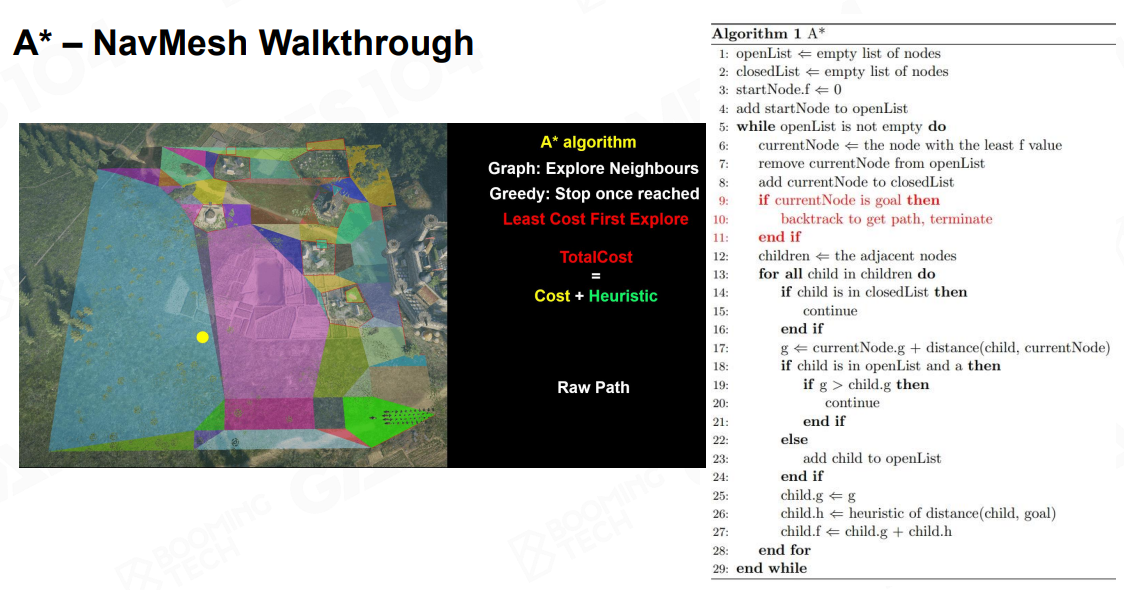 A* – NavMesh Walkthrough
A* algorithm
Graph: Explore Neighbours
Greedy: Stop once reached
Least Cost First Explore
TotalCost
=
Cost + Heuristic
Raw Path
Algorithm 1 A*
1: openList ⇐ empty list of nodes
2: closedList ⇐ empty list of nodes
3: startNode.f ⇐ 0
4: add startNode to openList
5: while openList is not empty do
6: currentNode ⇐ the node with the least f value
7: remove currentNode from openList
8: add currentNode to closedList
9: if currentNode is goal then
10: backtrack to get path, terminate
11: end if
12: children ⇐ the adjacent nodes
13: for all child in children do
14: if child is in closedList then
15: continue
16: end if
17: g ⇐ currentNode.g + distance(child, currentNode)
18: if child is in openList and a then
19: if g > child.g then
20: continue
21: end if
22: else
23: add child to openList
24: end if
25: child.g ⇐ g
26: child.h ⇐ heuristic of distance(child, goal)
27: child.f ⇐ child.g + child.h
28: end for
29: end while
BOOMING
TECH
BOOMING
TECH